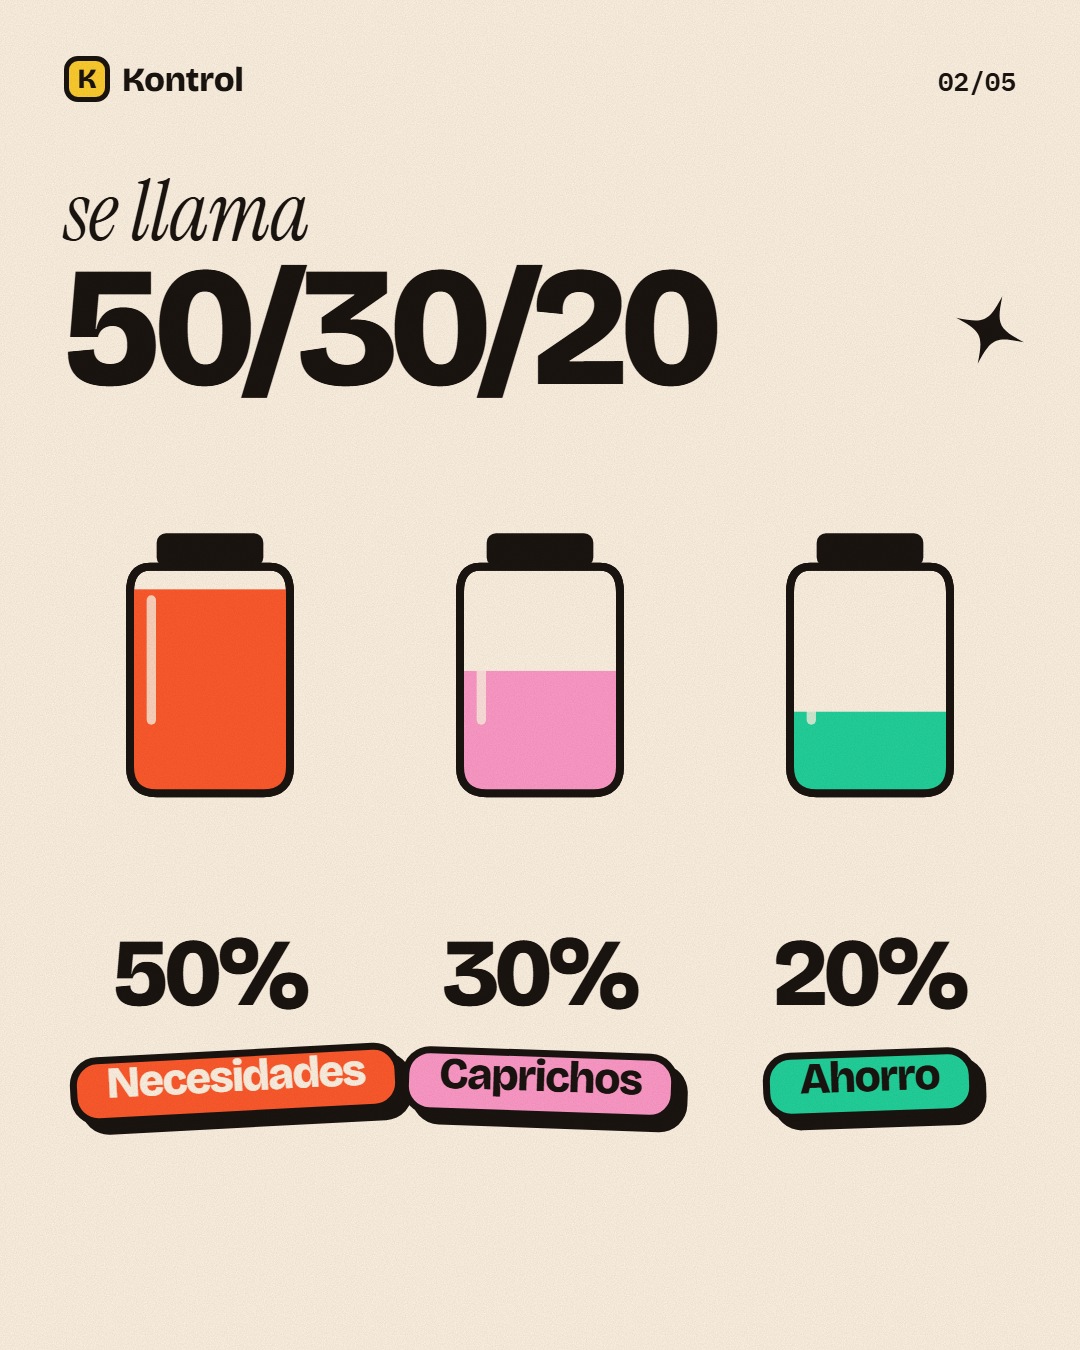 K Kontrol
02/05
se llama
50/30/20
50% 30% 20%
Necesidades Caprichos Ahorro